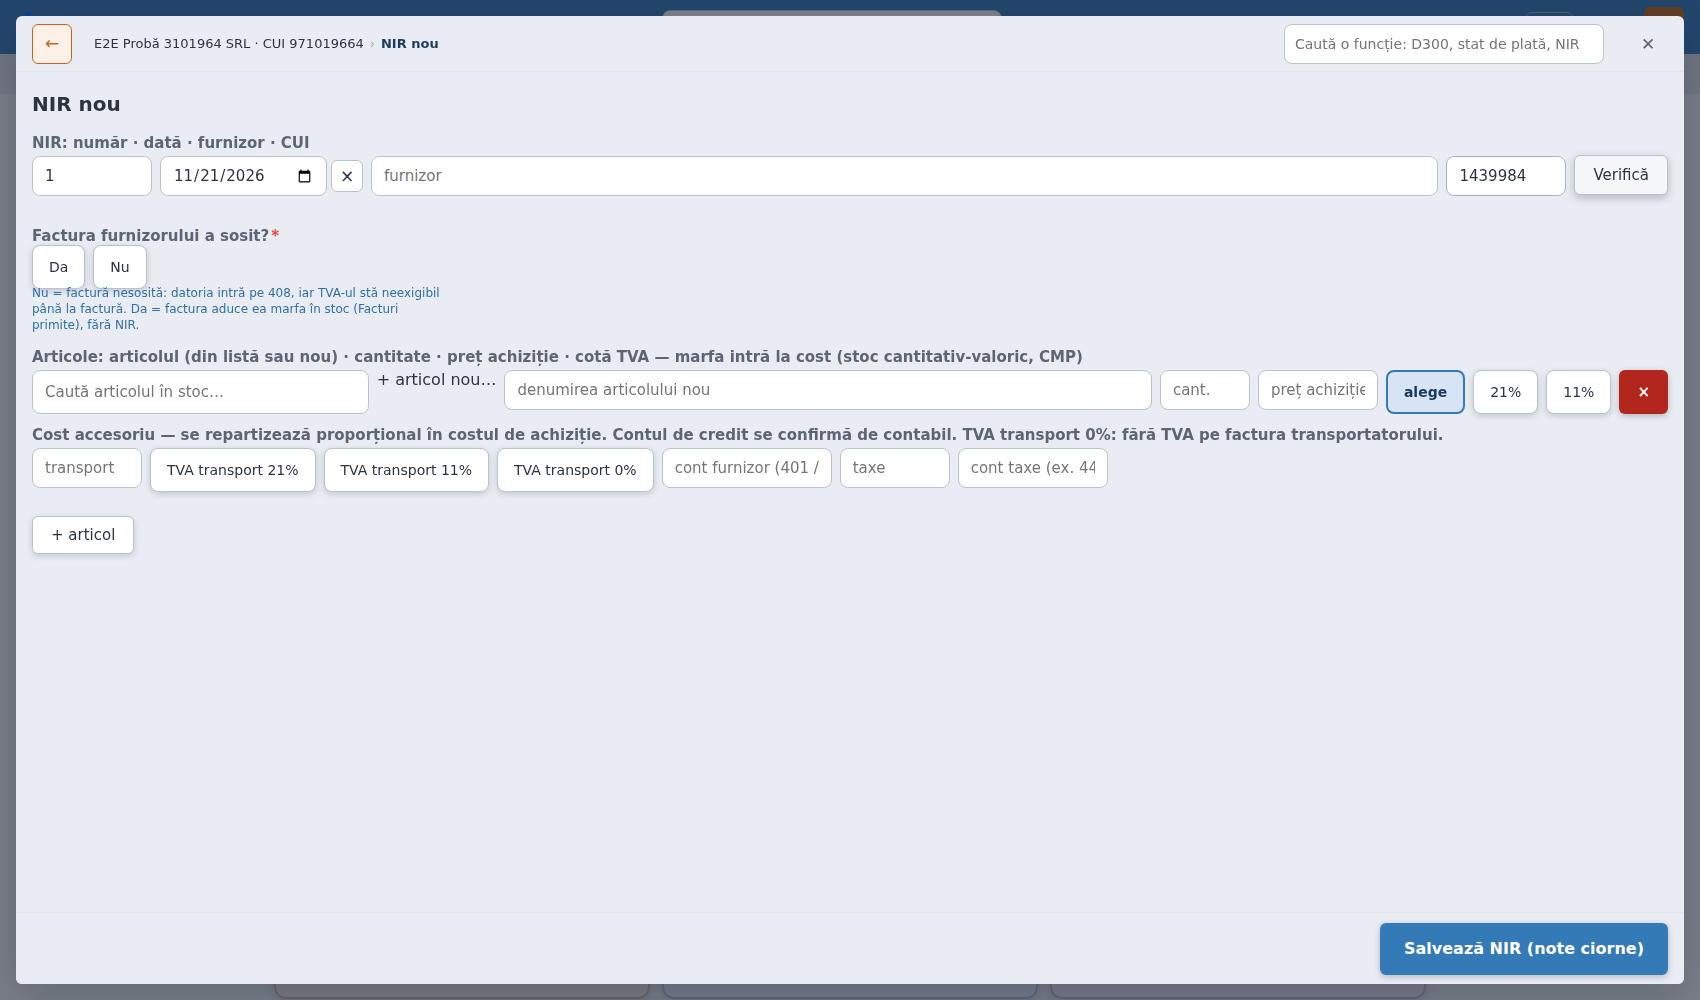 ←
E2E Probă 3101964 SRL · CUI 971019664 › NIR nou
Caută o funcție: D300, stat de plată, NIR
✕
NIR nou
NIR: număr · dată · furnizor · CUI
1
11/21/2026
×
furnizor
1439984
Verifică
Factura furnizorului a sosit?*
Da
Nu
Nu = factură nesosită: datoria intră pe 408, iar TVA-ul stă neexigibil
până la factură. Da = factura aduce ea marfa în stoc (Facturi
primite), fără NIR.
Articole: articolul (din listă sau nou) · cantitate · preț achiziție · cotă TVA — marfa intră la cost (stoc cantitativ-valoric, CMP)
Caută articolul în stoc…
+ articol nou…
denumirea articolului nou
cant.
preț achiziție
alege
21%
11%
×
Cost accesoriu — se repartizează proporțional în costul de achiziție. Contul de credit se confirmă de contabil. TVA transport 0%: fără TVA pe factura transportatorului.
transport
TVA transport 21%
TVA transport 11%
TVA transport 0%
cont furnizor (401 /
taxe
cont taxe (ex. 44
+ articol
Salvează NIR (note ciorne)